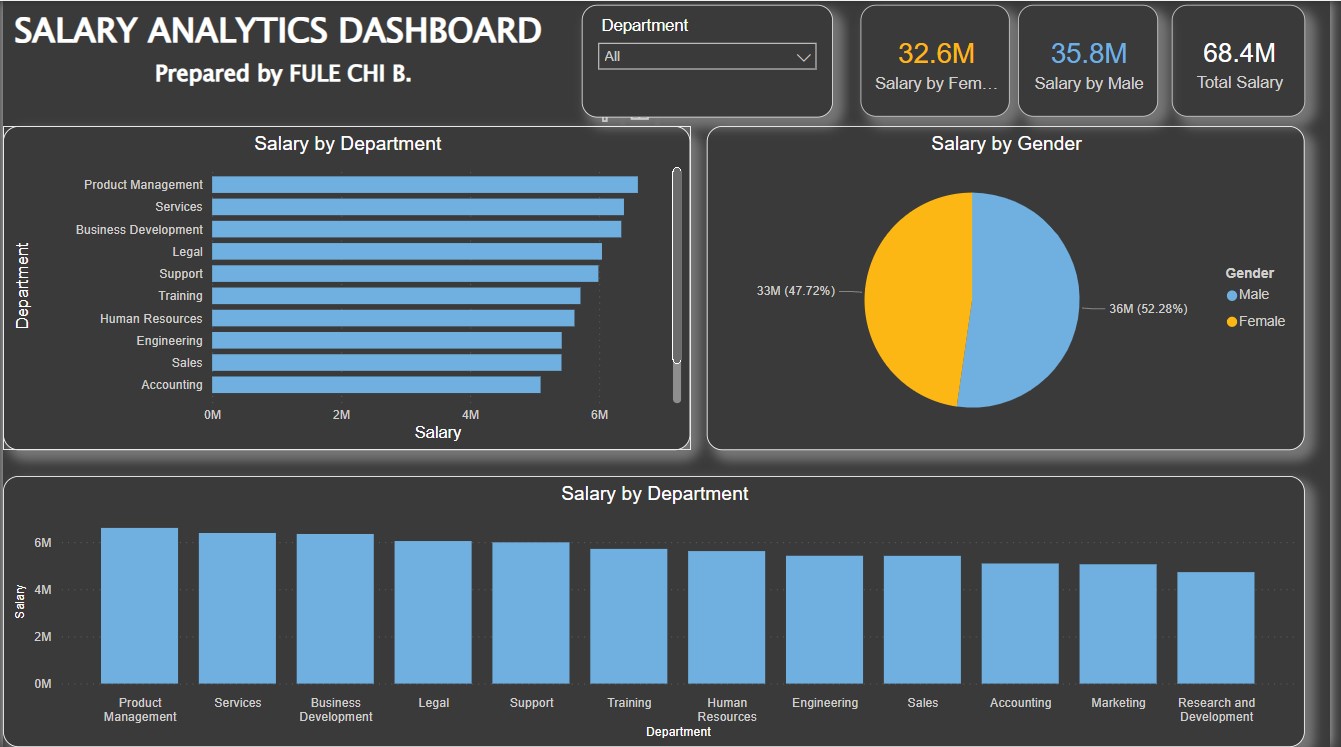 SALARY ANALYTICS DASHBOARD
Prepared by FULE CHI B.
Department
All
32.6M
Salary by Fem...
35.8M
Salary by Male
68.4M
Total Salary
Salary by Department
Department
Product Management
Services
Business Development
Legal
Support
Training
Human Resources
Engineering
Sales
Accounting
0M 2M 4M 6M
Salary
Salary by Gender
33M (47.72%)
36M (52.28%)
Gender
Male
Female
Salary by Department
Salary
6M
4M
2M
0M
Product Management
Services
Business Development
Legal
Support
Training
Human Resources
Engineering
Sales
Accounting
Marketing
Research and Development
Department